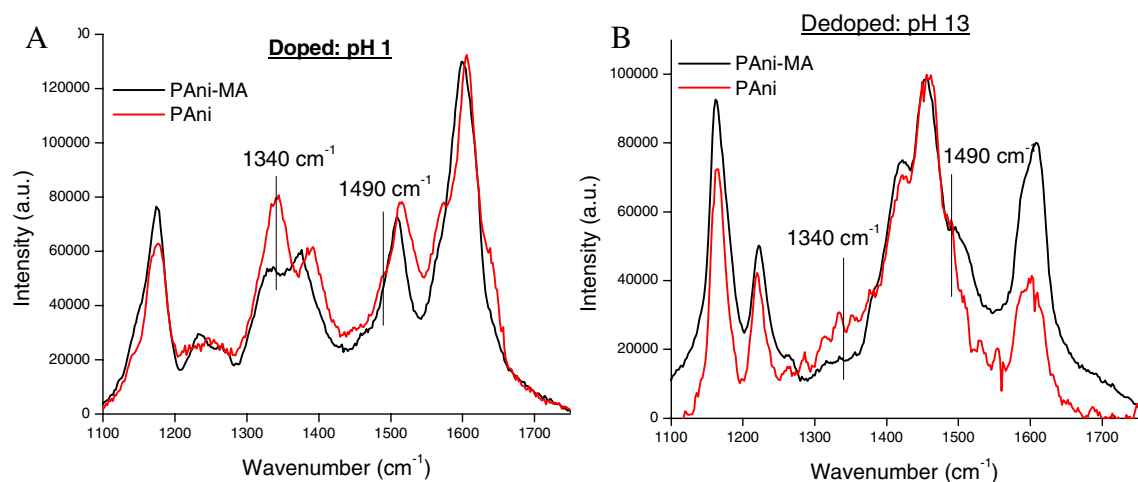 A
Doped: pH 1
PAni-MA
PAni
1340 cm⁻¹
1490 cm⁻¹
120000
100000
80000
60000
40000
20000
0
1100 1200 1300 1400 1500 1600 1700
Intensity (a.u.)
Wavenumber (cm⁻¹)
B
Dedoped: pH 13
PAni-MA
PAni
1490 cm⁻¹
1340 cm⁻¹
100000
80000
60000
40000
20000
0
1100 1200 1300 1400 1500 1600 1700
Intensity (a.u.)
Wavenumber (cm⁻¹)